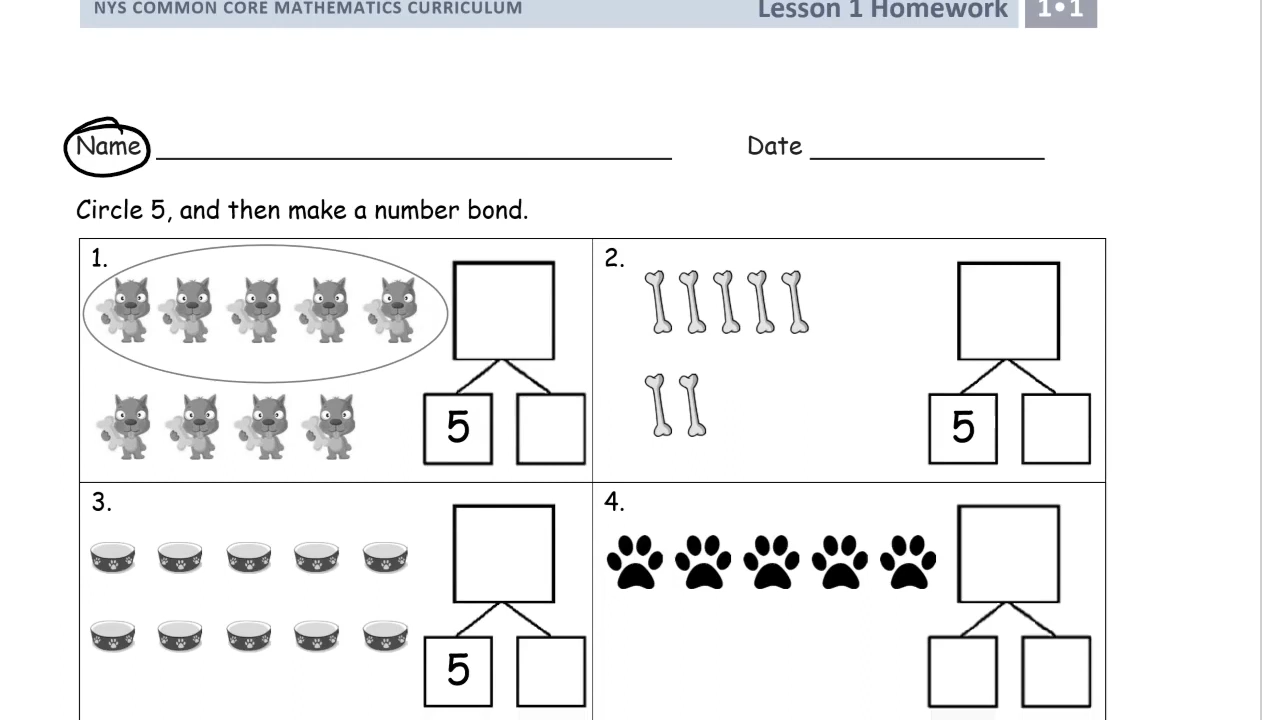 NYS COMMON CORE MATHEMATICS CURRICULUM Lesson 1 Homework 1•1
Name Date
Circle 5, and then make a number bond.
1. 2.
5 5
3. 4.
5